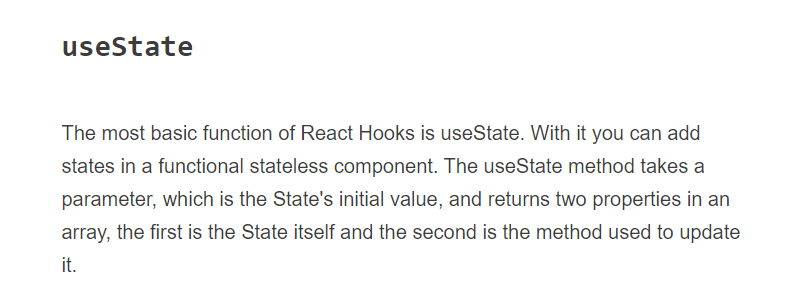 useState
The most basic function of React Hooks is useState. With it you can add
states in a functional stateless component. The useState method takes a
parameter, which is the State's initial value, and returns two properties in an
array, the first is the State itself and the second is the method used to update
it.